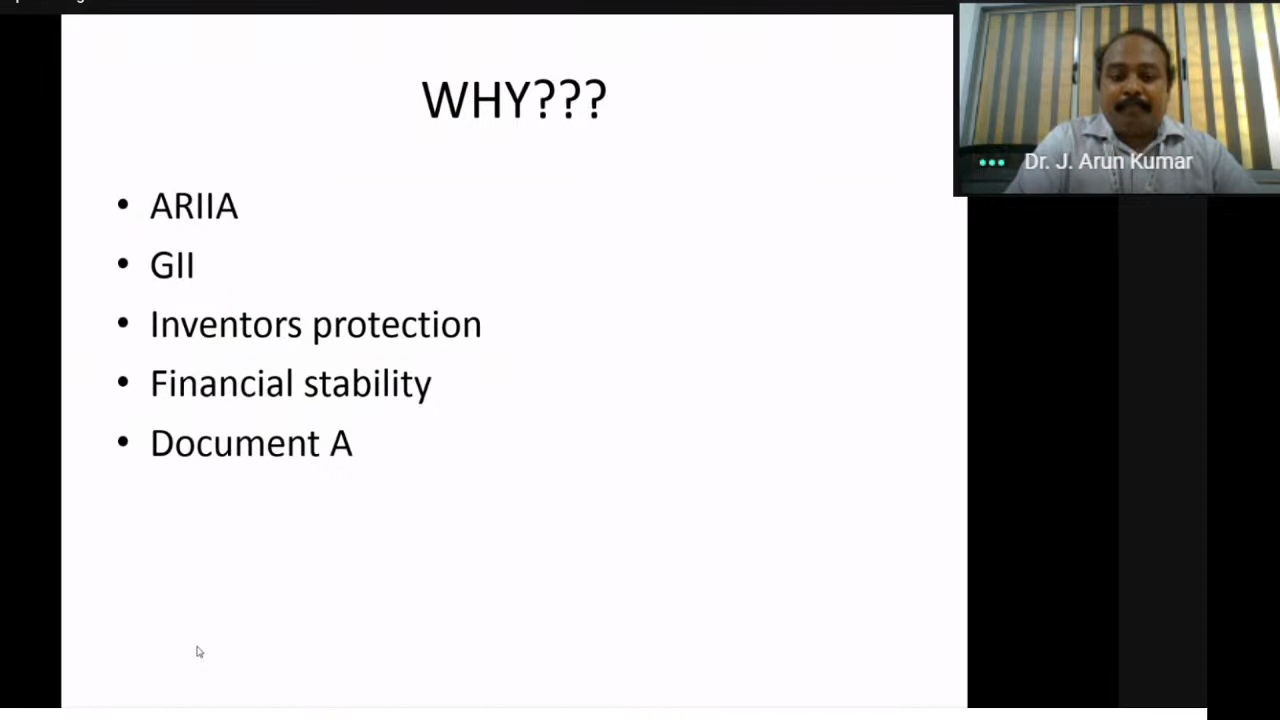 WHY???
• ARIIA
• GII
• Inventors protection
• Financial stability
• Document A
Dr. J. Arun Kumar